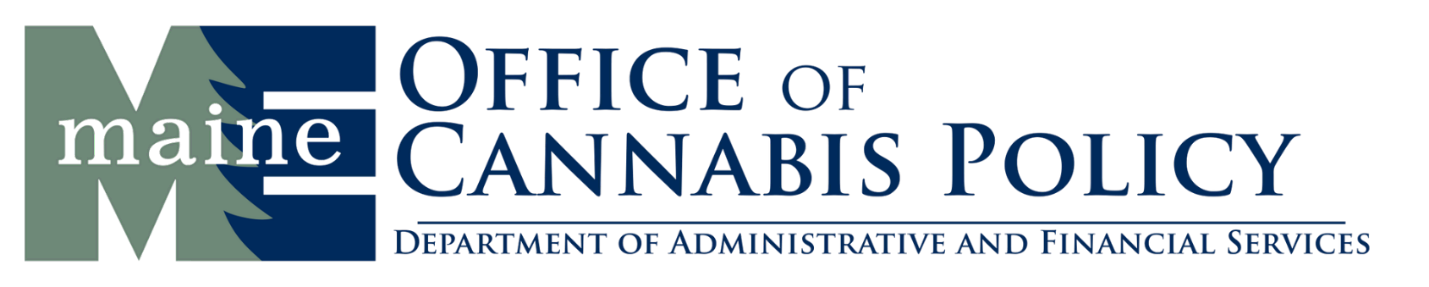 maine
OFFICE OF
CANNABIS POLICY
DEPARTMENT OF ADMINISTRATIVE AND FINANCIAL SERVICES